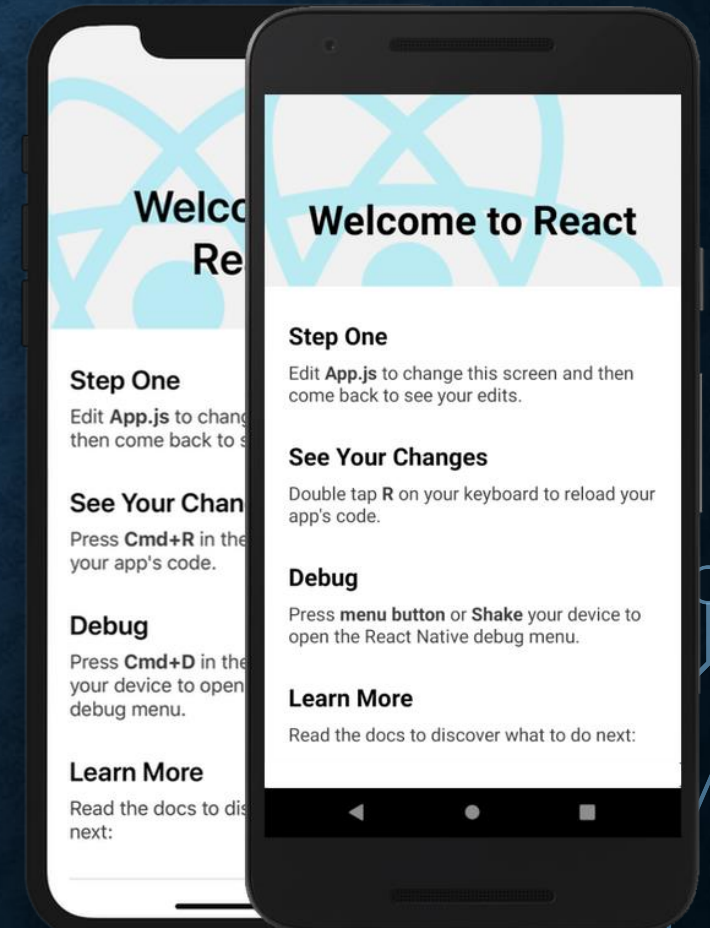 Welco
Re
Step One
Edit App.js to chang
then come back to s
See Your Chan
Press Cmd+R in the
your app's code.
Debug
Press Cmd+D in the
your device to open
debug menu.
Learn More
Read the docs to dis
next:
Welcome to React
Step One
Edit App.js to change this screen and then
come back to see your edits.
See Your Changes
Double tap R on your keyboard to reload your
app's code.
Debug
Press menu button or Shake your device to
open the React Native debug menu.
Learn More
Read the docs to discover what to do next: